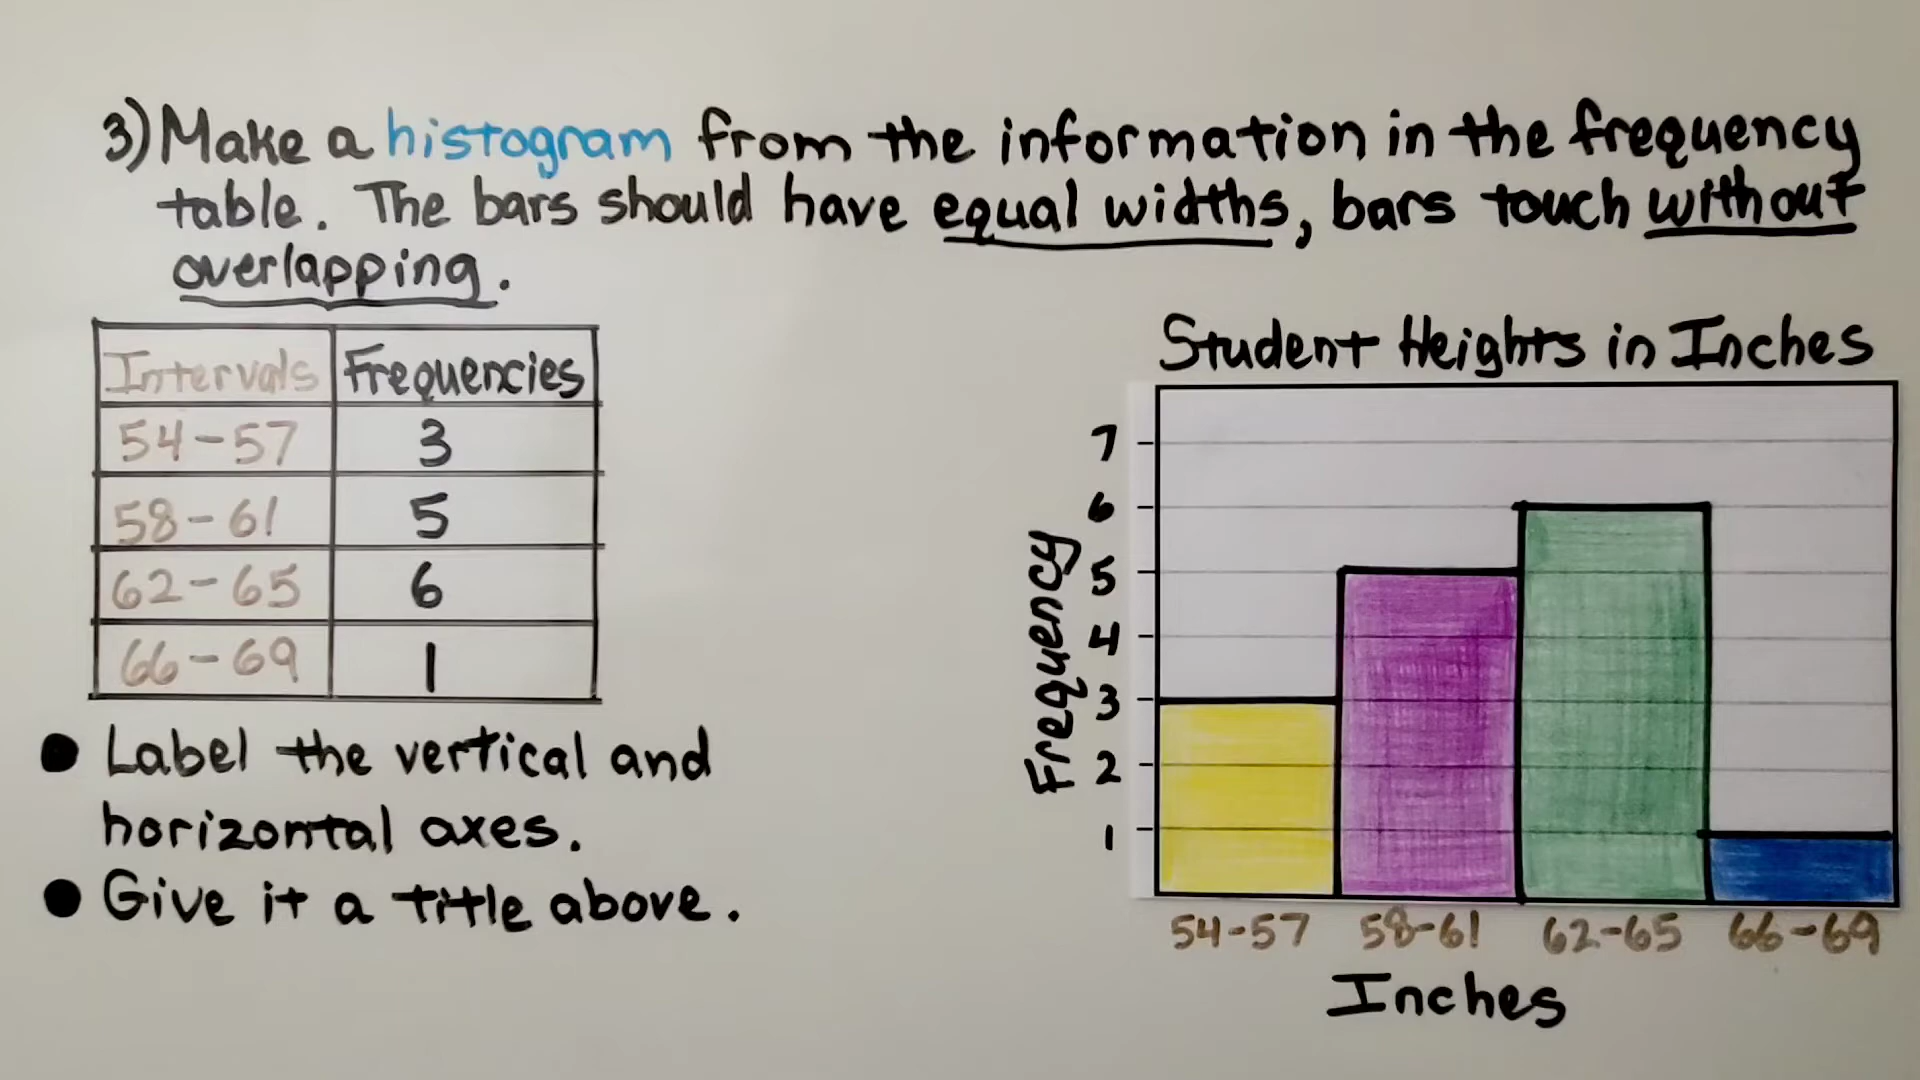 3) Make a histogram from the information in the frequency
table. The bars should have equal widths, bars touch without
overlapping.
Intervals Frequencies
54-57 3
58-61 5
62-65 6
66-69 1
● Label the vertical and
horizontal axes.
● Give it a title above.
Student Heights in Inches
Frequency
7
6
5
4
3
2
1
54-57 58-61 62-65 66-69
Inches